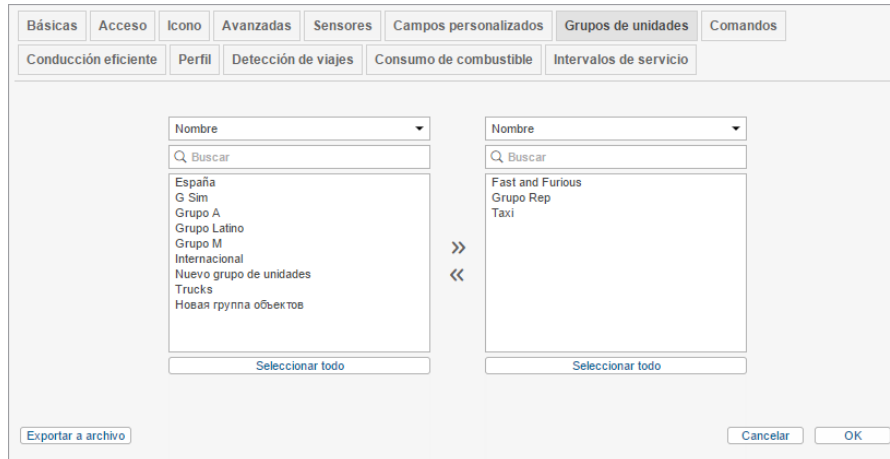 Básicas Acceso Icono Avanzadas Sensores Campos personalizados Grupos de unidades Comandos
Conducción eficiente Perfil Detección de viajes Consumo de combustible Intervalos de servicio
Nombre
Buscar
España
G Sim
Grupo A
Grupo Latino
Grupo M
Internacional
Nuevo grupo de unidades
Trucks
Новая группа объектов
Seleccionar todo
»
«
Nombre
Buscar
Fast and Furious
Grupo Rep
Taxi
Seleccionar todo
Exportar a archivo
Cancelar OK